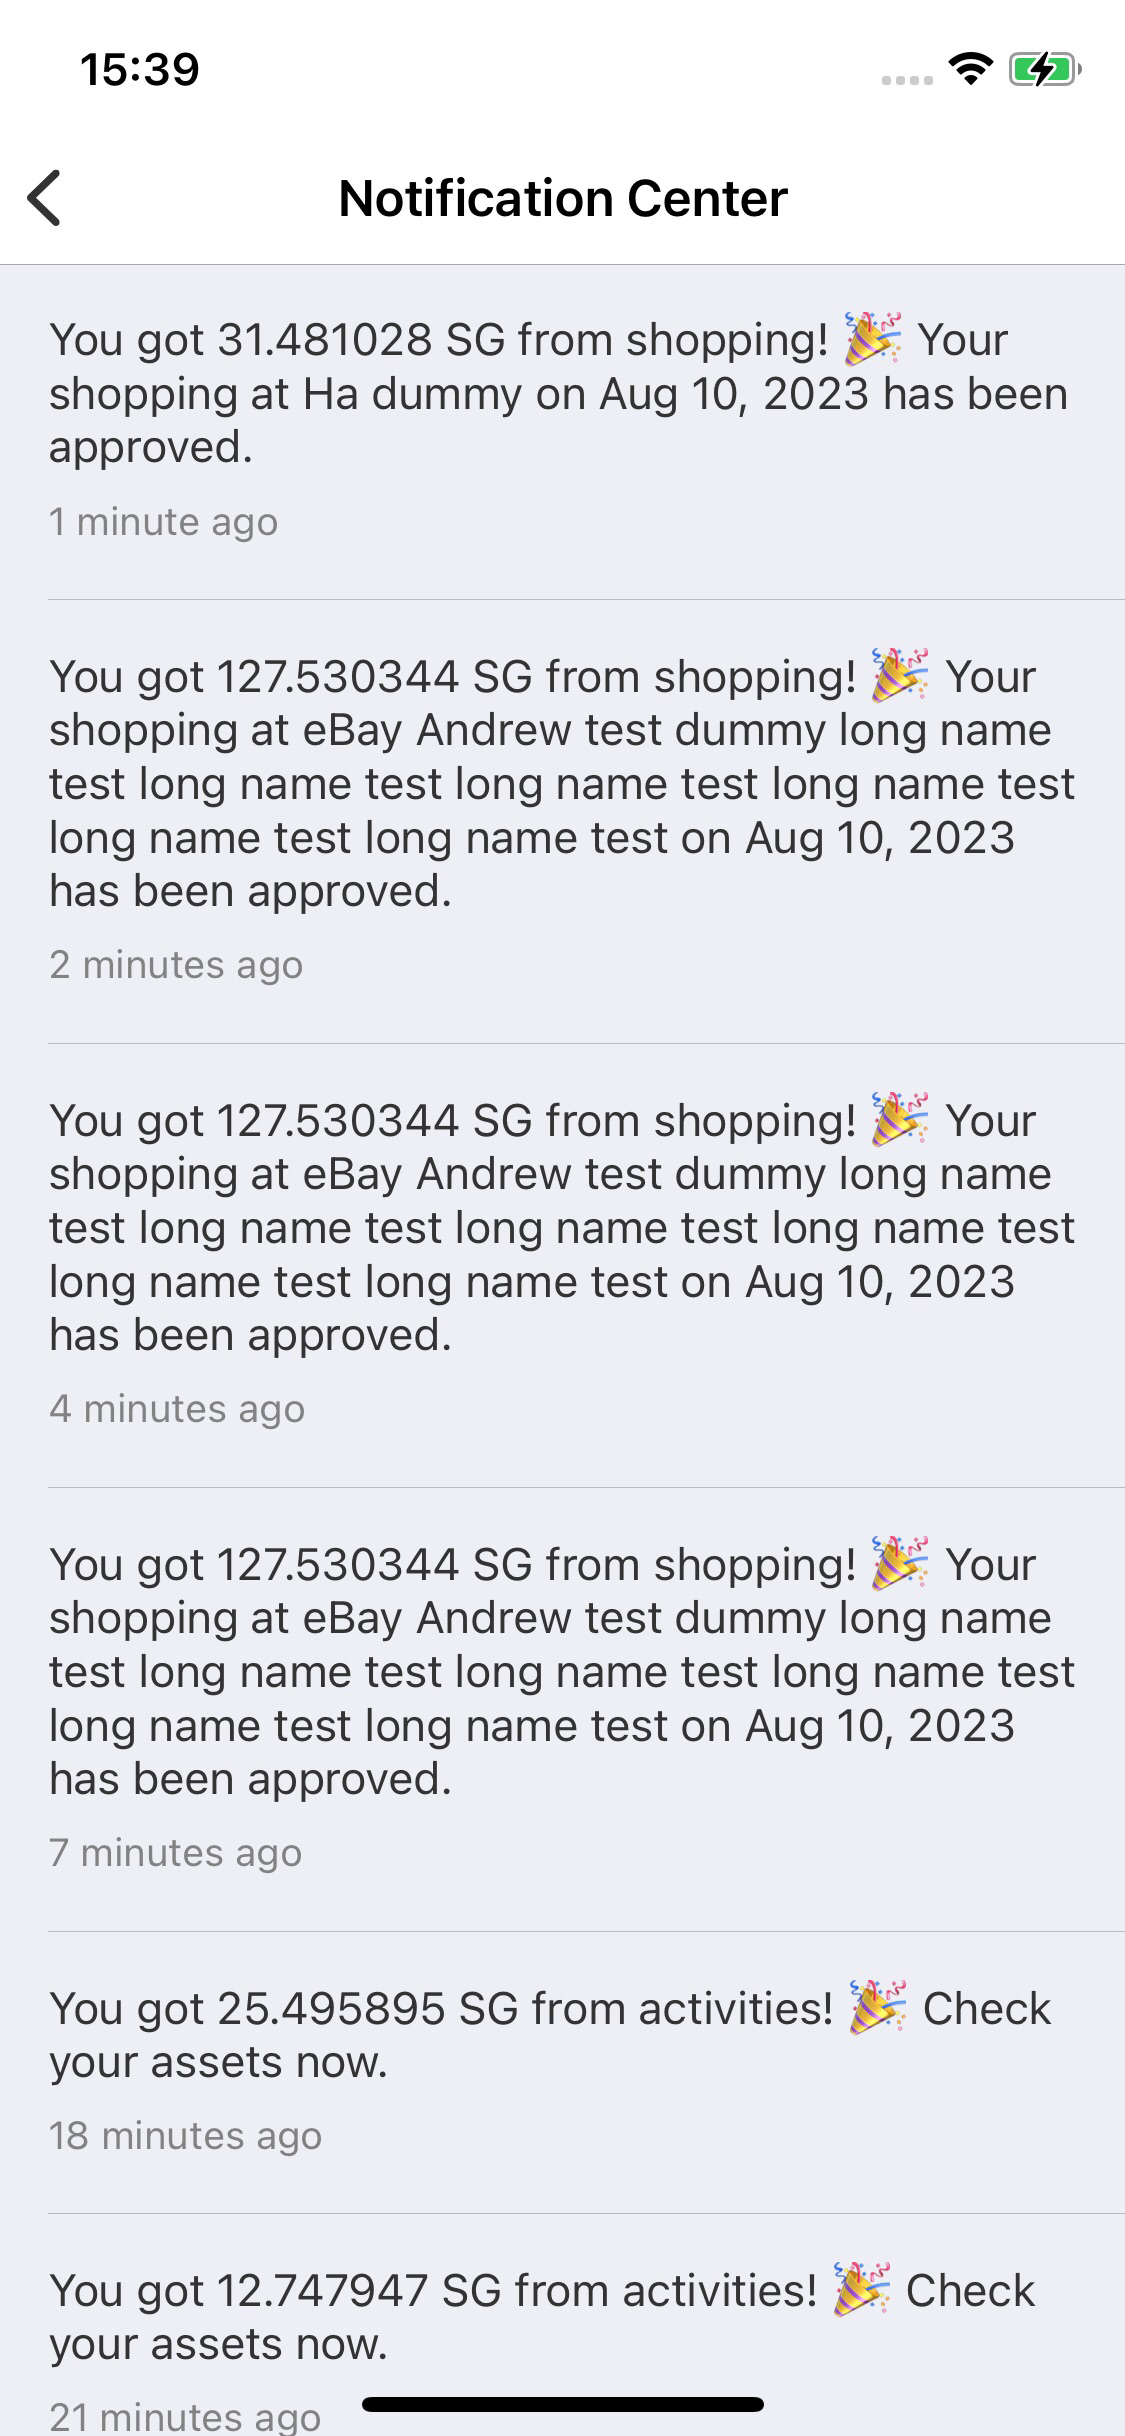 15:39
Notification Center
You got 31.481028 SG from shopping! 🎉 Your
shopping at Ha dummy on Aug 10, 2023 has been
approved.
1 minute ago
You got 127.530344 SG from shopping! 🎉 Your
shopping at eBay Andrew test dummy long name
test long name test long name test long name test
long name test long name test on Aug 10, 2023
has been approved.
2 minutes ago
You got 127.530344 SG from shopping! 🎉 Your
shopping at eBay Andrew test dummy long name
test long name test long name test long name test
long name test long name test on Aug 10, 2023
has been approved.
4 minutes ago
You got 127.530344 SG from shopping! 🎉 Your
shopping at eBay Andrew test dummy long name
test long name test long name test long name test
long name test long name test on Aug 10, 2023
has been approved.
7 minutes ago
You got 25.495895 SG from activities! 🎉 Check
your assets now.
18 minutes ago
You got 12.747947 SG from activities! 🎉 Check
your assets now.
21 minutes ago